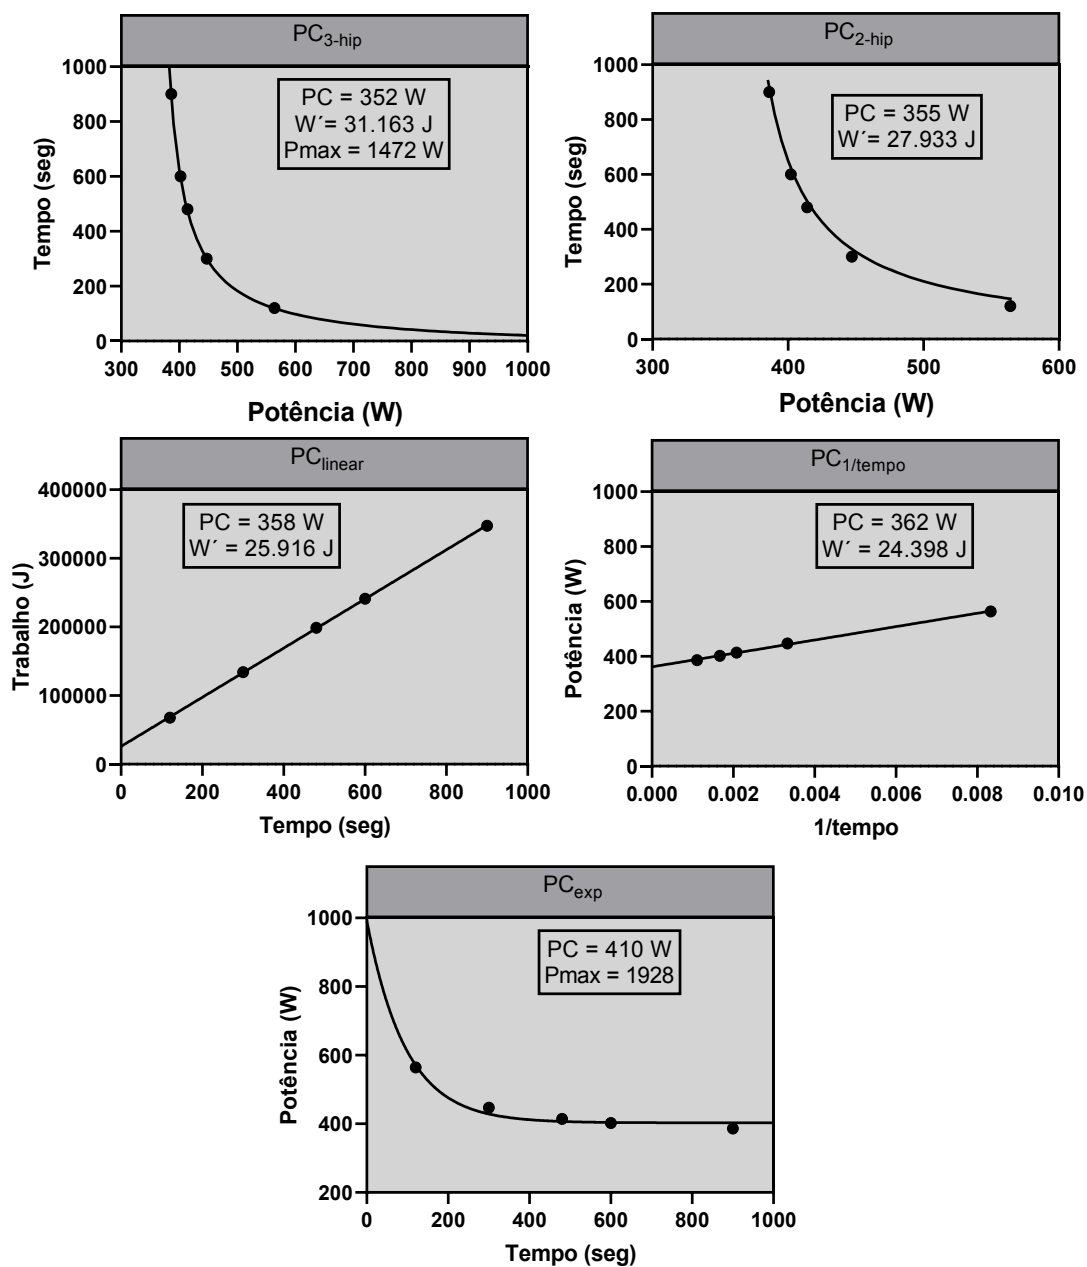 PC3-hip
1000
800
600
400
200
0
Tempo (seg)
PC = 352 W
W´= 31.163 J
Pmax = 1472 W
300 400 500 600 700 800 900 1000
Potência (W)
PC2-hip
1000
800
600
400
200
0
Tempo (seg)
PC = 355 W
W´= 27.933 J
300 400 500 600
Potência (W)
PClinear
400000
300000
200000
100000
0
Trabalho (J)
PC = 358 W
W´ = 25.916 J
0 200 400 600 800 1000
Tempo (seg)
PC1/tempo
1000
800
600
400
200
0
Potência (W)
PC = 362 W
W´ = 24.398 J
0.000 0.002 0.004 0.006 0.008 0.010
1/tempo
PCexp
1000
800
600
400
200
Potência (W)
PC = 410 W
Pmax = 1928
0 200 400 600 800 1000
Tempo (seg)